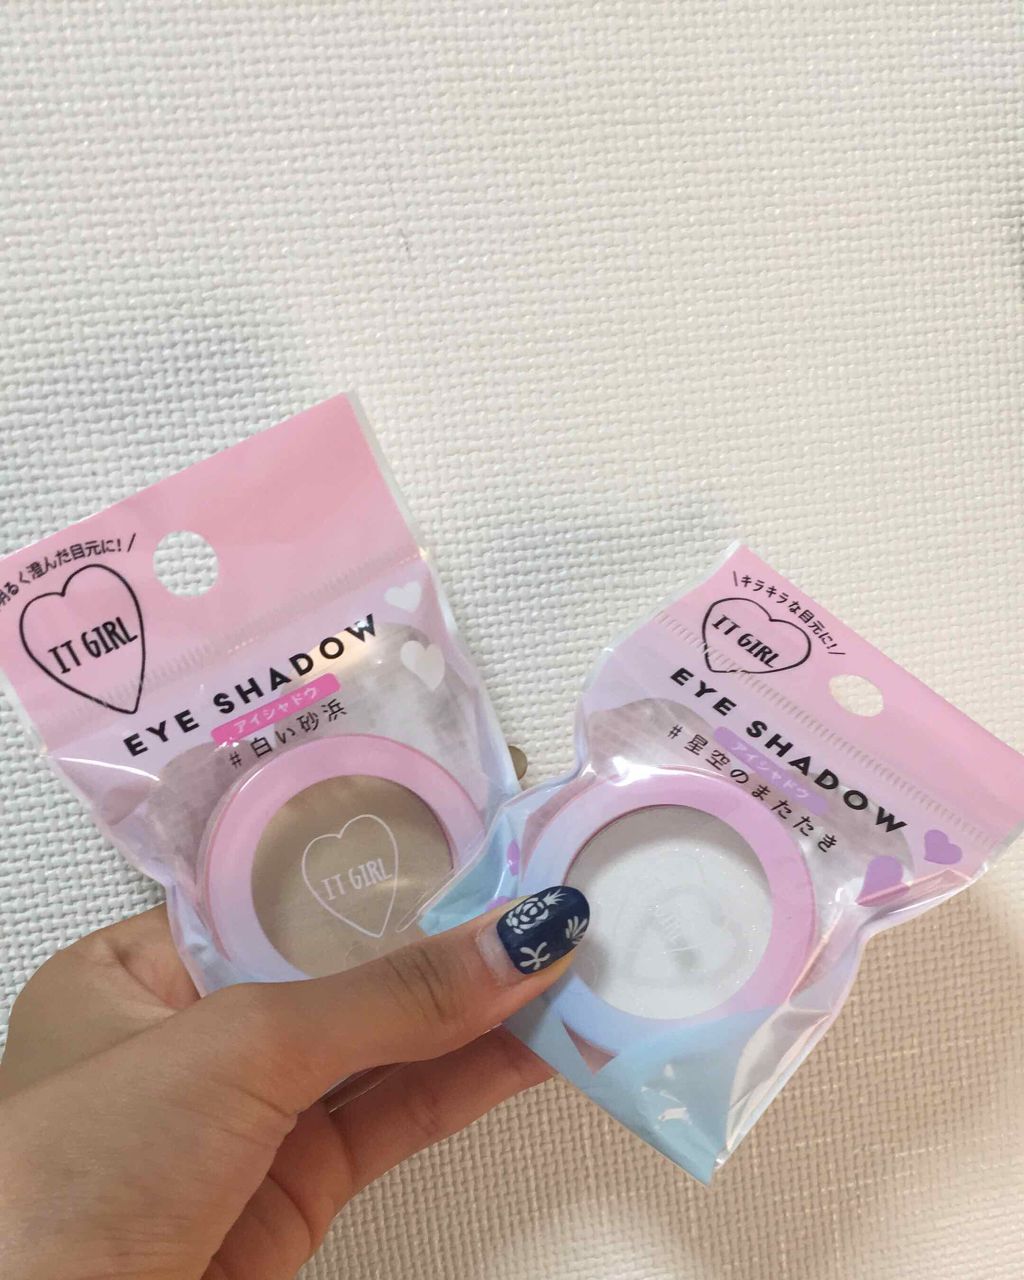 明るく澄んだ目元に! /
IT GIRL
EYE SHADOW
アイシャドウ
#白い砂浜
IT GIRL
\キラキラな目元に!/
IT GIRL
EYE SHADOW
アイシャドウ
#星空のまたたき